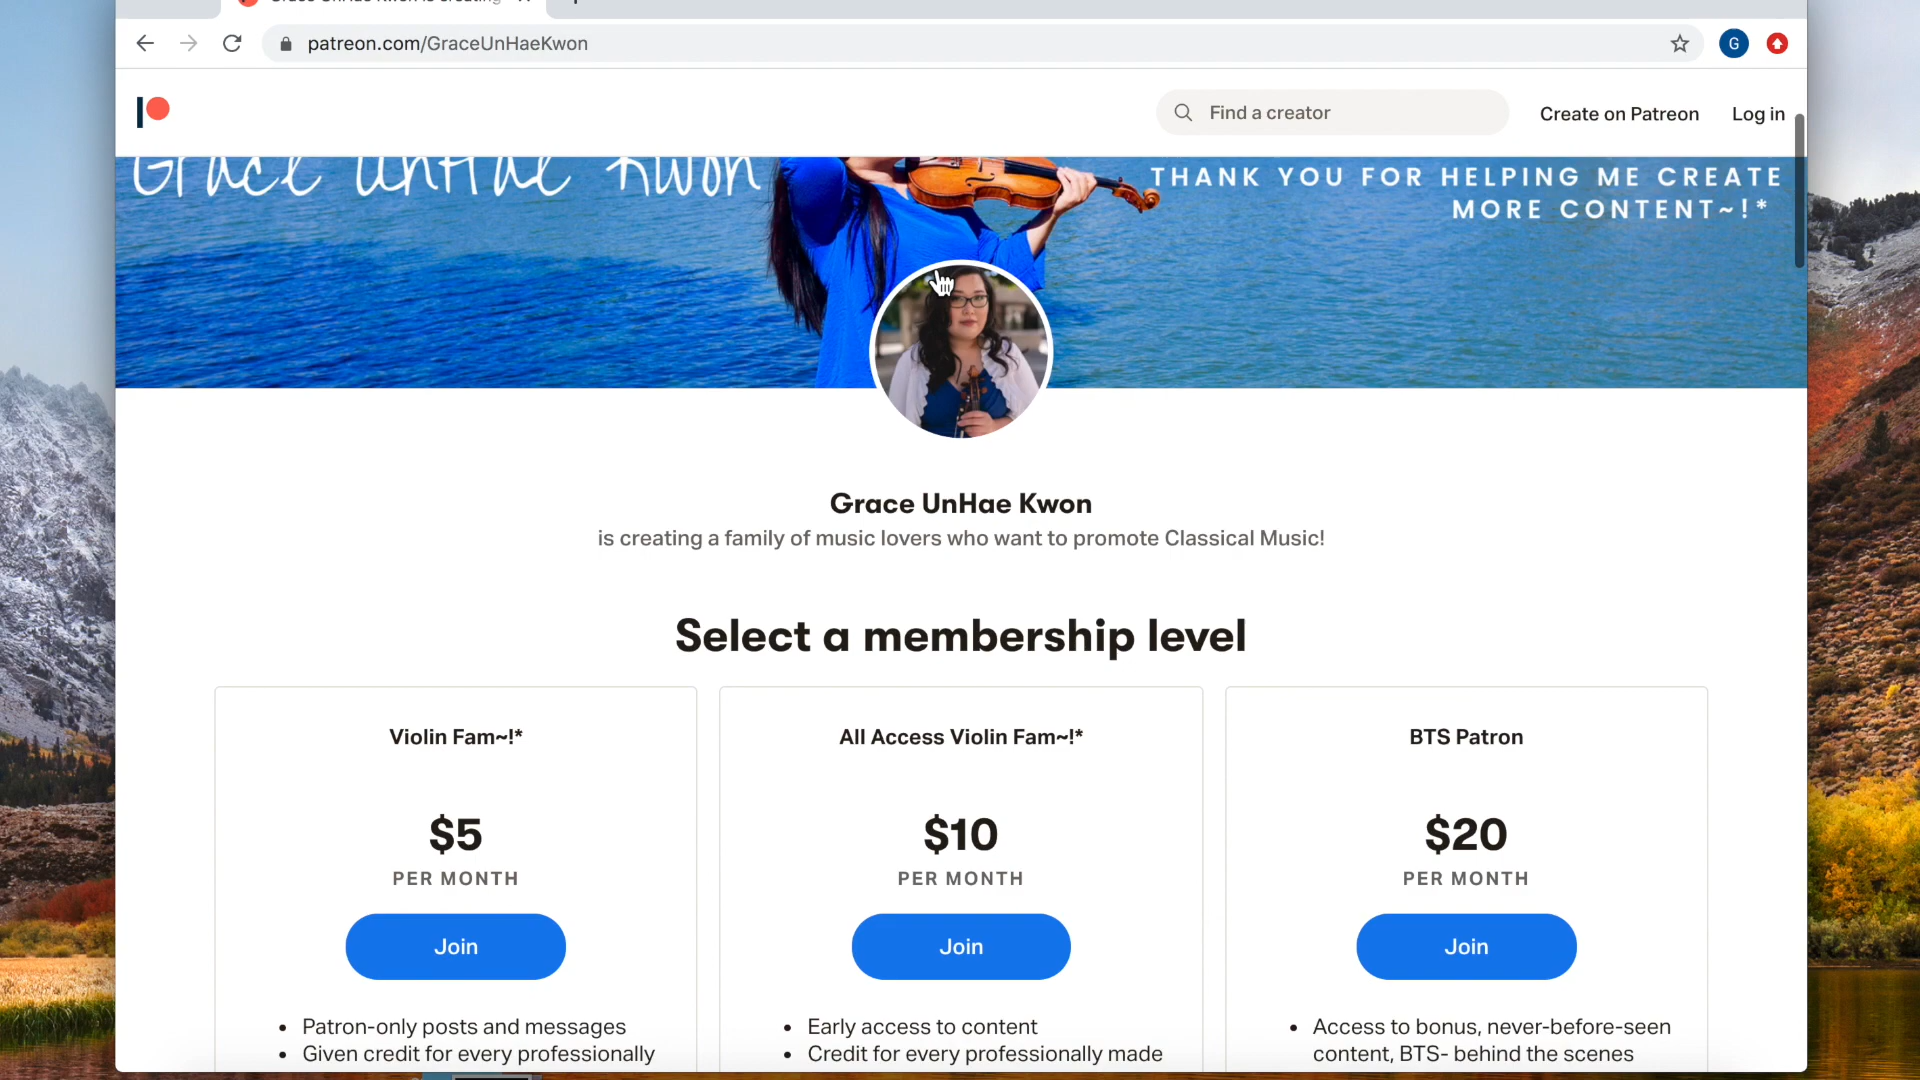 patreon.com/GraceUnHaeKwon
G
Find a creator
Create on Patreon
Log in
Grace UnHae Kwon
THANK YOU FOR HELPING ME CREATE
MORE CONTENT~!*
Grace UnHae Kwon
is creating a family of music lovers who want to promote Classical Music!
Select a membership level
Violin Fam~!*
$5
PER MONTH
Join
Patron-only posts and messages
Given credit for every professionally
All Access Violin Fam~!*
$10
PER MONTH
Join
Early access to content
Credit for every professionally made
BTS Patron
$20
PER MONTH
Join
Access to bonus, never-before-seen
content, BTS- behind the scenes